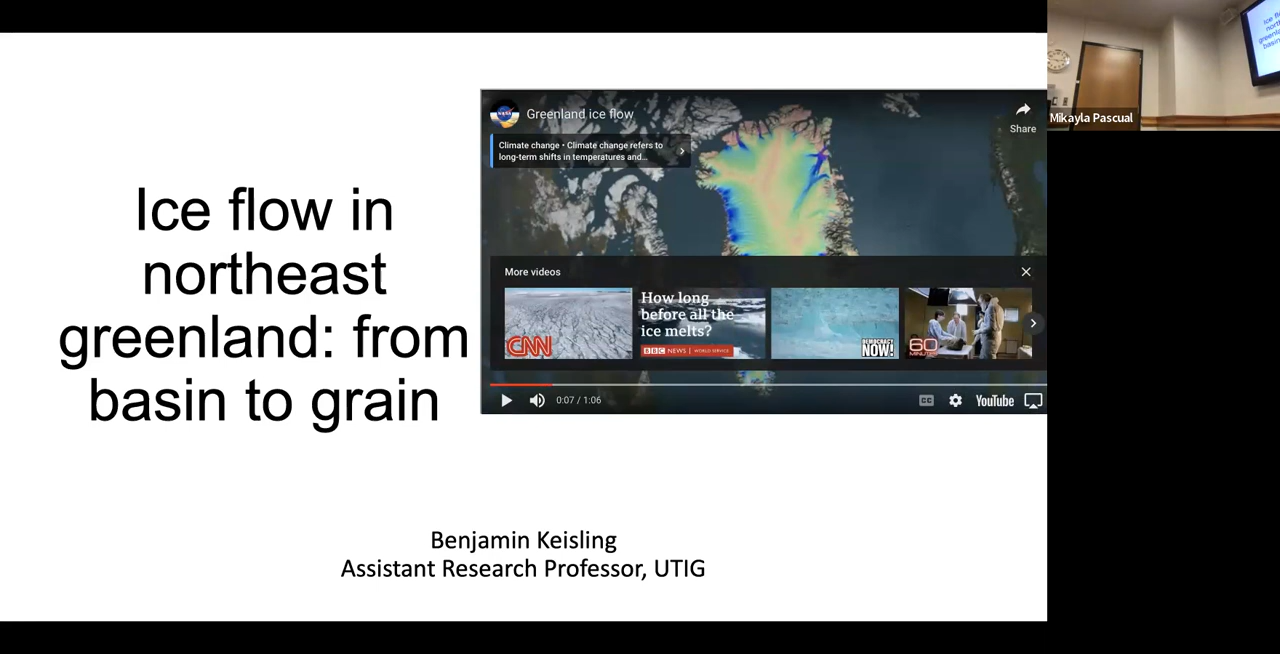 Ice flow in
northeast
greenland: from
basin to grain
Greenland ice flow
Share
Climate change • Climate change refers to
long-term shifts in temperatures and...
More videos
CNN
How long
before all the
ice melts?
BBC NEWS | WORLD SERVICE
DEMOCRACY
NOW!
60
MINUTES
0:07 / 1:06
CC
YouTube
Benjamin Keisling
Assistant Research Professor, UTIG
Mikayla Pascual